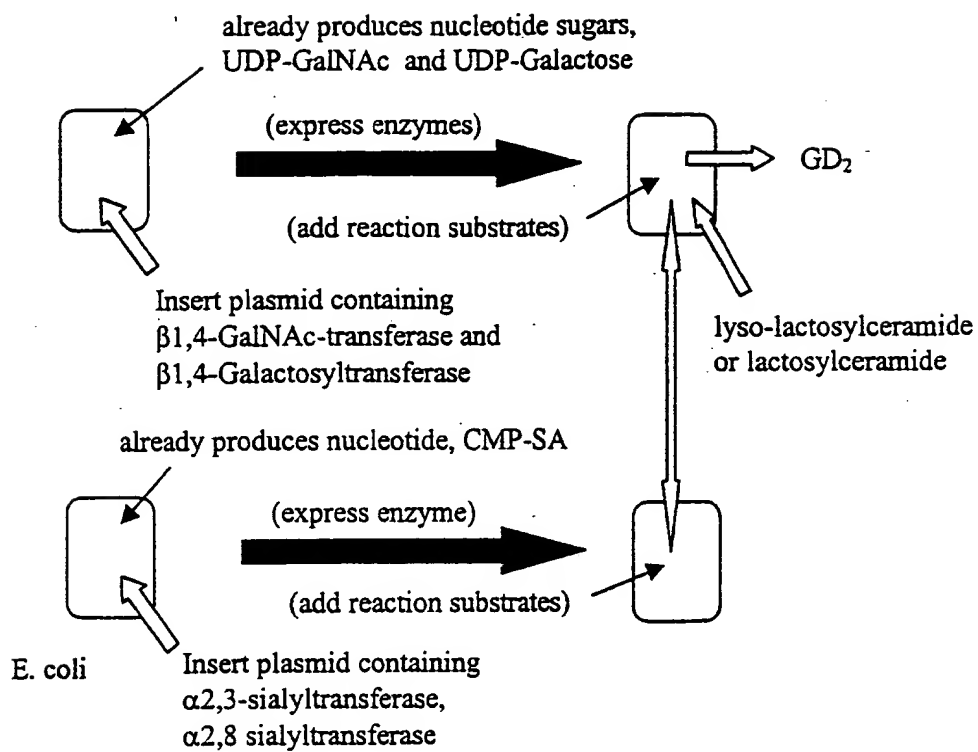 already produces nucleotide sugars,
UDP-GalNAc and UDP-Galactose
(express enzymes)
GD₂
(add reaction substrates)
Insert plasmid containing
β1,4-GalNAc-transferase and
β1,4-Galactosyltransferase
lyso-lactosylceramide
or lactosylceramide
already produces nucleotide, CMP-SA
(express enzyme)
(add reaction substrates)
E. coli
Insert plasmid containing
α2,3-sialyltransferase,
α2,8 sialyltransferase